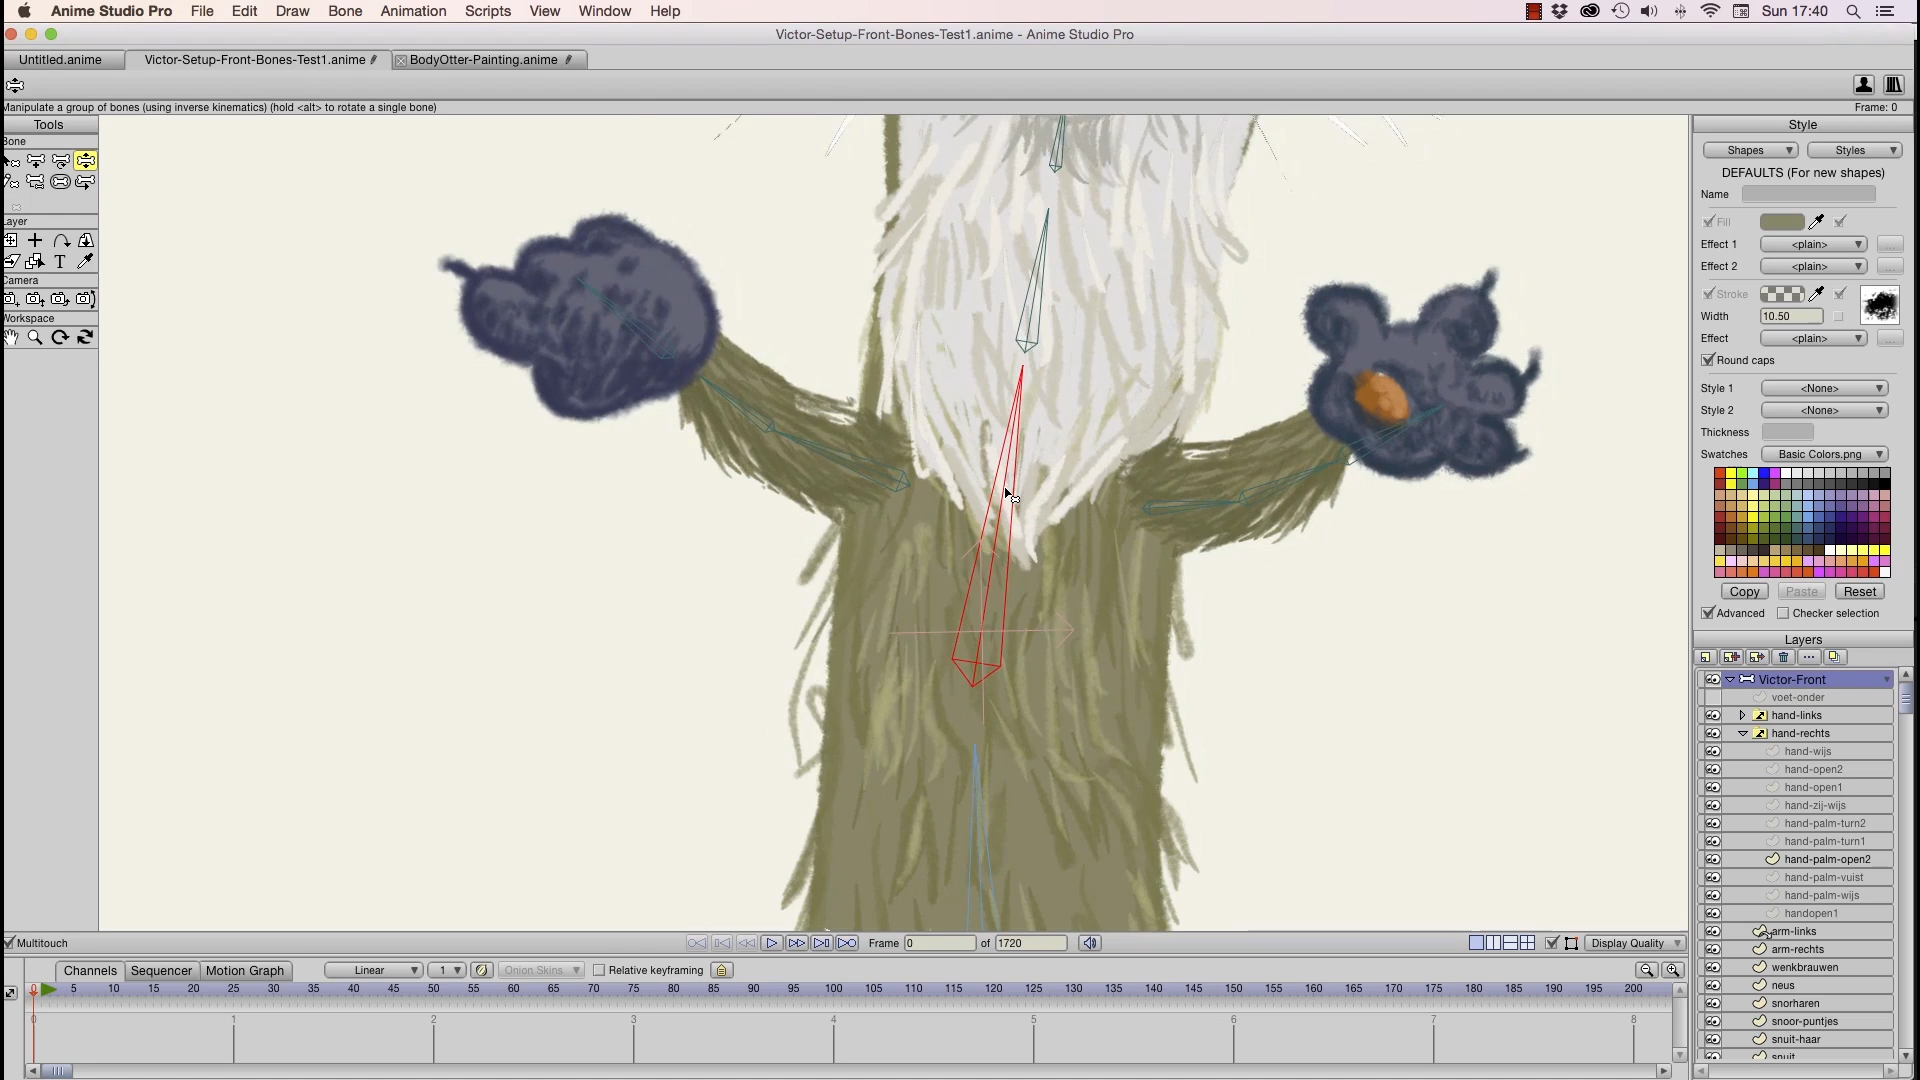 Anime Studio Pro File Edit Draw Bone Animation Scripts View Window Help Sun 17:40
Victor-Setup-Front-Bones-Test1.anime - Anime Studio Pro
Untitled.anime Victor-Setup-Front-Bones-Test1.anime BodyOtter-Painting.anime
Manipulate a group of bones (using inverse kinematics) (hold <alt> to rotate a single bone) Frame: 0
Tools
Bone
Layer
Camera
Workspace
Style
Shapes Styles
DEFAULTS (For new shapes)
Name
Fill
Effect 1 <plain>
Effect 2 <plain>
Stroke
Width 10.50
Effect <plain>
Round caps
Style 1 <None>
Style 2 <None>
Thickness
Swatches Basic Colors.png
Copy Paste Reset
Advanced Checker selection
Layers
Victor-Front
voet-onder
hand-links
hand-rechts
hand-wijs
hand-open2
hand-open1
hand-zij-wijs
hand-palm-turn2
hand-palm-turn1
hand-palm-open2
hand-palm-vuist
hand-palm-wijs
handopen1
arm-links
arm-rechts
wenkbrauwen
neus
snorharen
snoor-puntjes
snuit-haar
snuit
Multitouch Frame 0 of 1720 Display Quality
Channels Sequencer Motion Graph Linear 1 Onion Skins Relative keyframing
0 5 10 15 20 25 30 35 40 45 50 55 60 65 70 75 80 85 90 95 100 105 110 115 120 125 130 135 140 145 150 155 160 165 170 175 180 185 190 195 200
0 1 2 3 4 5 6 7 8